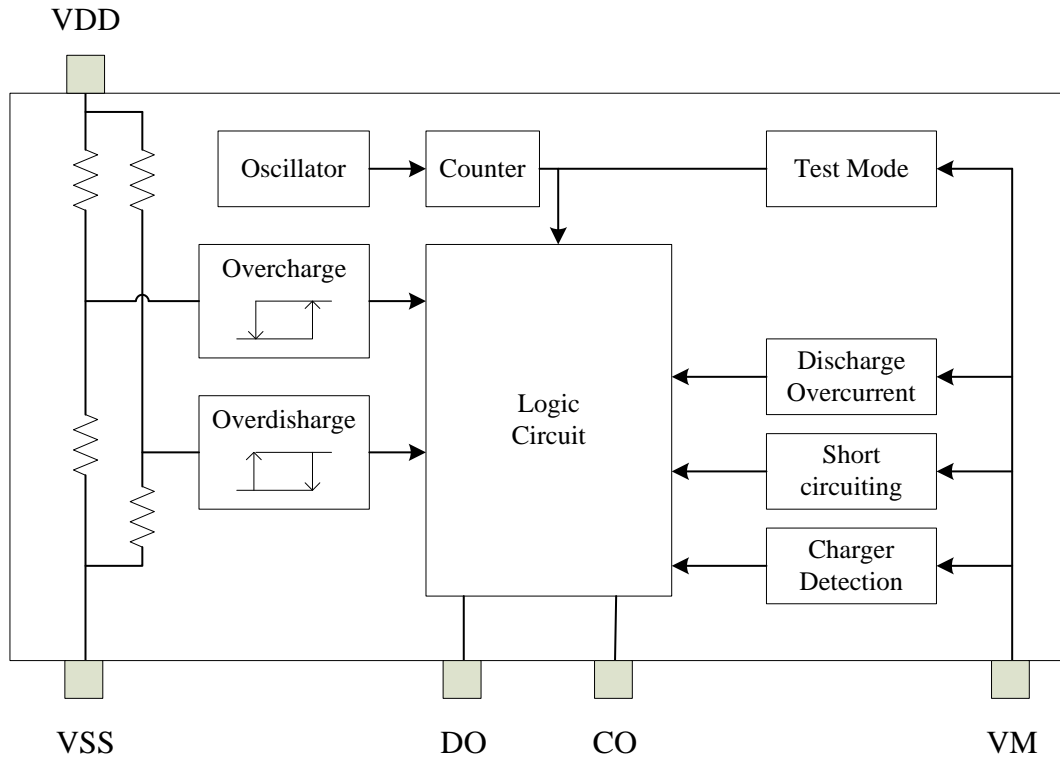 VDD
Oscillator
Counter
Test Mode
Overcharge
Overdisharge
Logic
Circuit
Discharge
Overcurrent
Short
circuiting
Charger
Detection
VSS
DO
CO
VM